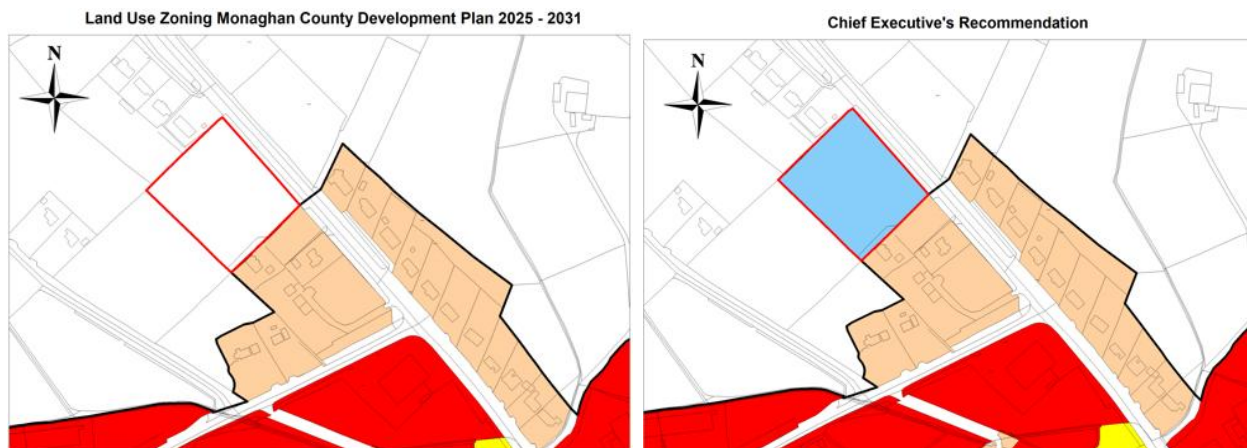 Land Use Zoning Monaghan County Development Plan 2025 - 2031
Chief Executive's Recommendation
N
N